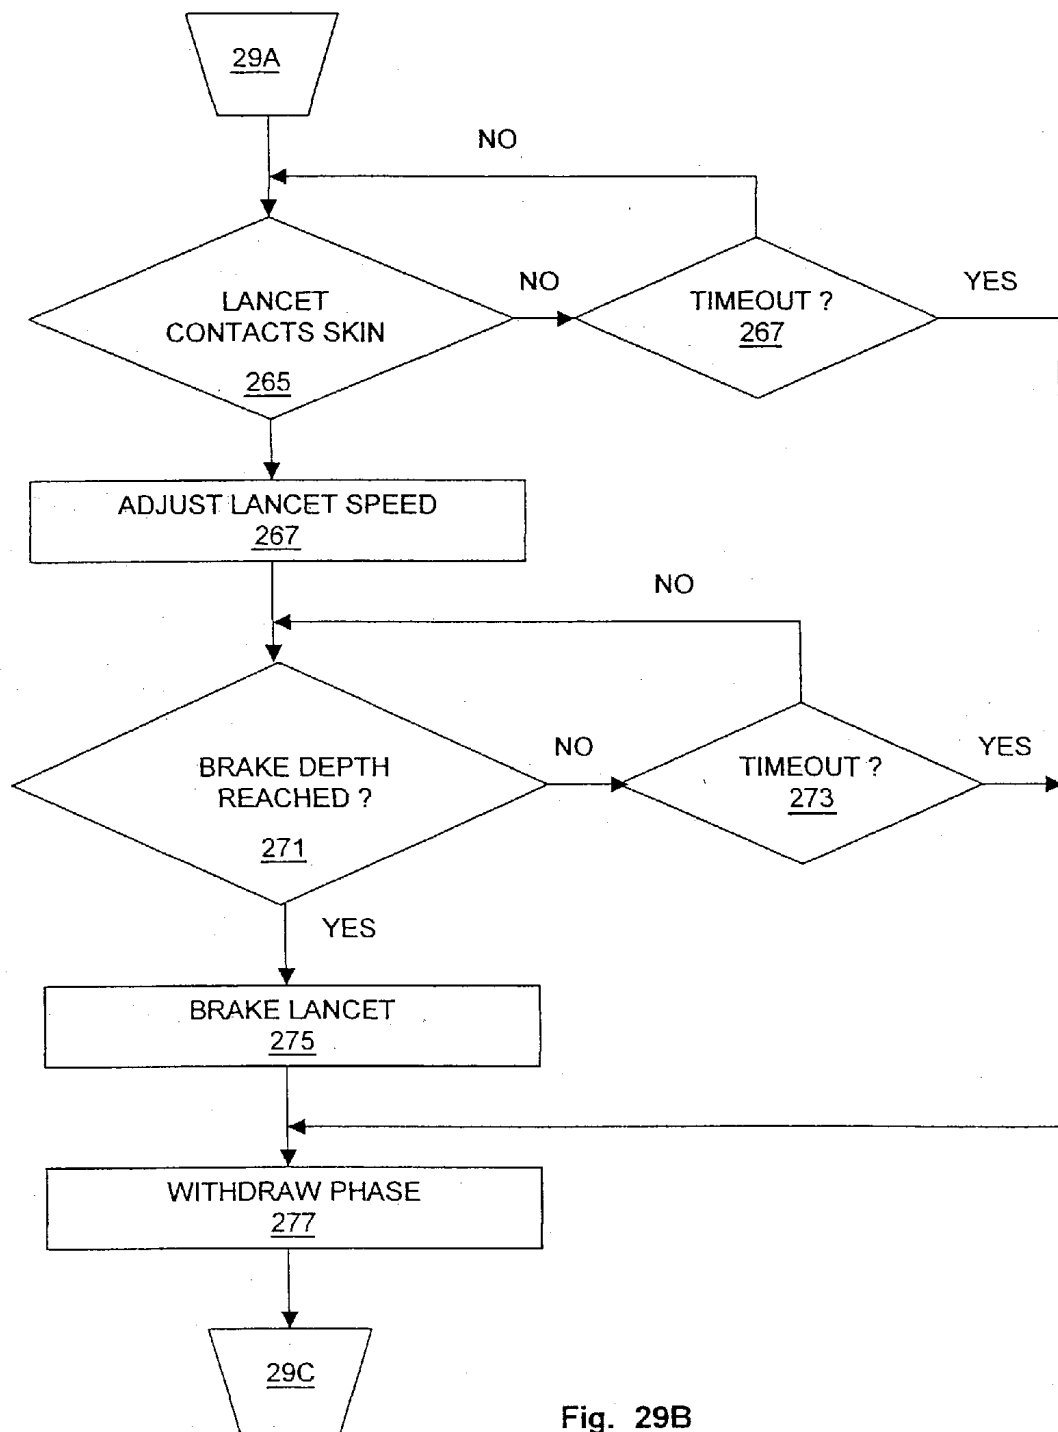 29A
NO
LANCET
CONTACTS SKIN
265
NO
TIMEOUT ?
267
YES
ADJUST LANCET SPEED
267
NO
BRAKE DEPTH
REACHED ?
271
NO
TIMEOUT ?
273
YES
YES
BRAKE LANCET
275
WITHDRAW PHASE
277
29C
Fig. 29B